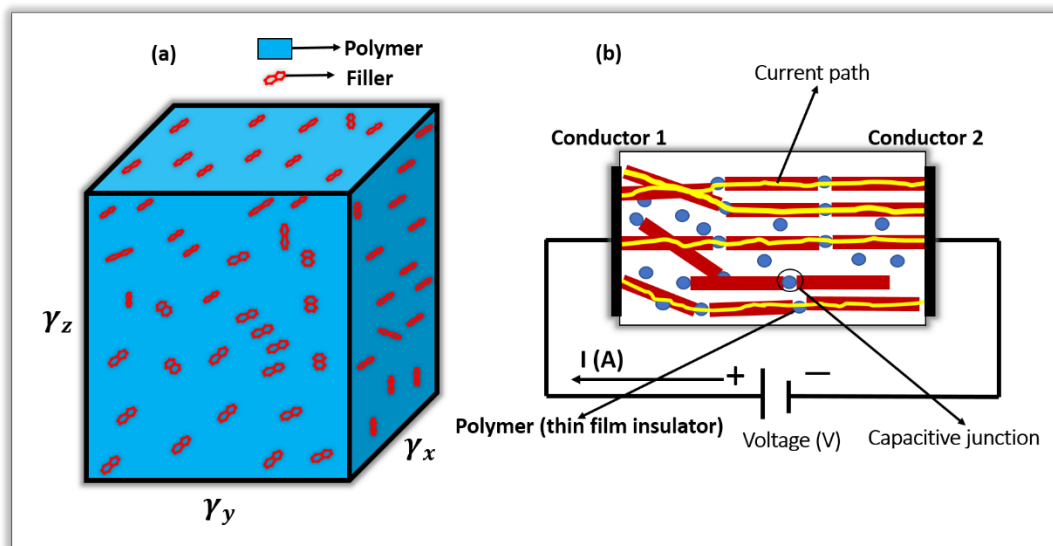 (a)
Polymer
Filler
γz
γy
γx
(b)
Current path
Conductor 1
Conductor 2
I (A)
+
—
Polymer (thin film insulator)
Voltage (V)
Capacitive junction